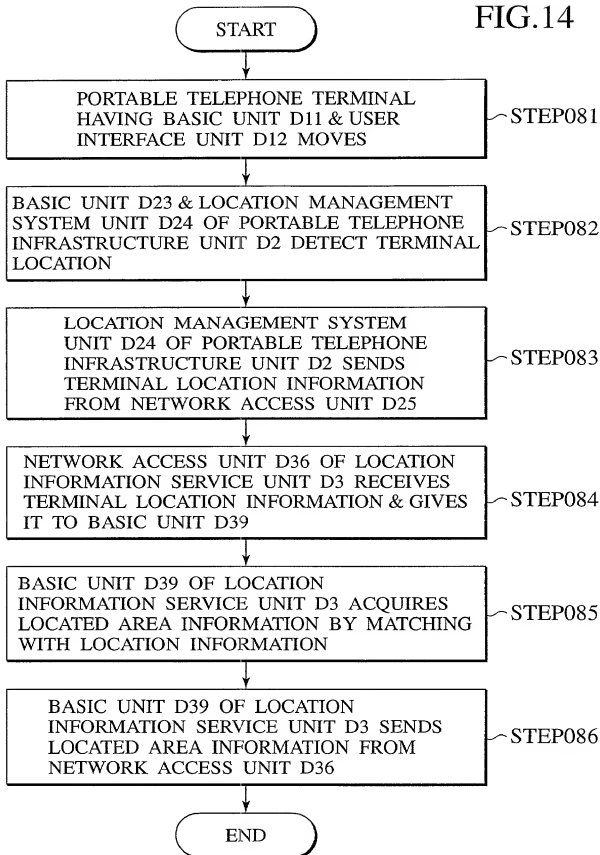 FIG.14
START
PORTABLE TELEPHONE TERMINAL
HAVING BASIC UNIT D11 & USER
INTERFACE UNIT D12 MOVES
STEP081
BASIC UNIT D23 & LOCATION MANAGEMENT
SYSTEM UNIT D24 OF PORTABLE TELEPHONE
INFRASTRUCTURE UNIT D2 DETECT TERMINAL
LOCATION
STEP082
LOCATION MANAGEMENT SYSTEM
UNIT D24 OF PORTABLE TELEPHONE
INFRASTRUCTURE UNIT D2 SENDS
TERMINAL LOCATION INFORMATION
FROM NETWORK ACCESS UNIT D25
STEP083
NETWORK ACCESS UNIT D36 OF LOCATION
INFORMATION SERVICE UNIT D3 RECEIVES
TERMINAL LOCATION INFORMATION & GIVES
IT TO BASIC UNIT D39
STEP084
BASIC UNIT D39 OF LOCATION
INFORMATION SERVICE UNIT D3 ACQUIRES
LOCATED AREA INFORMATION BY MATCHING
WITH LOCATION INFORMATION
STEP085
BASIC UNIT D39 OF LOCATION
INFORMATION SERVICE UNIT D3 SENDS
LOCATED AREA INFORMATION FROM
NETWORK ACCESS UNIT D36
STEP086
END